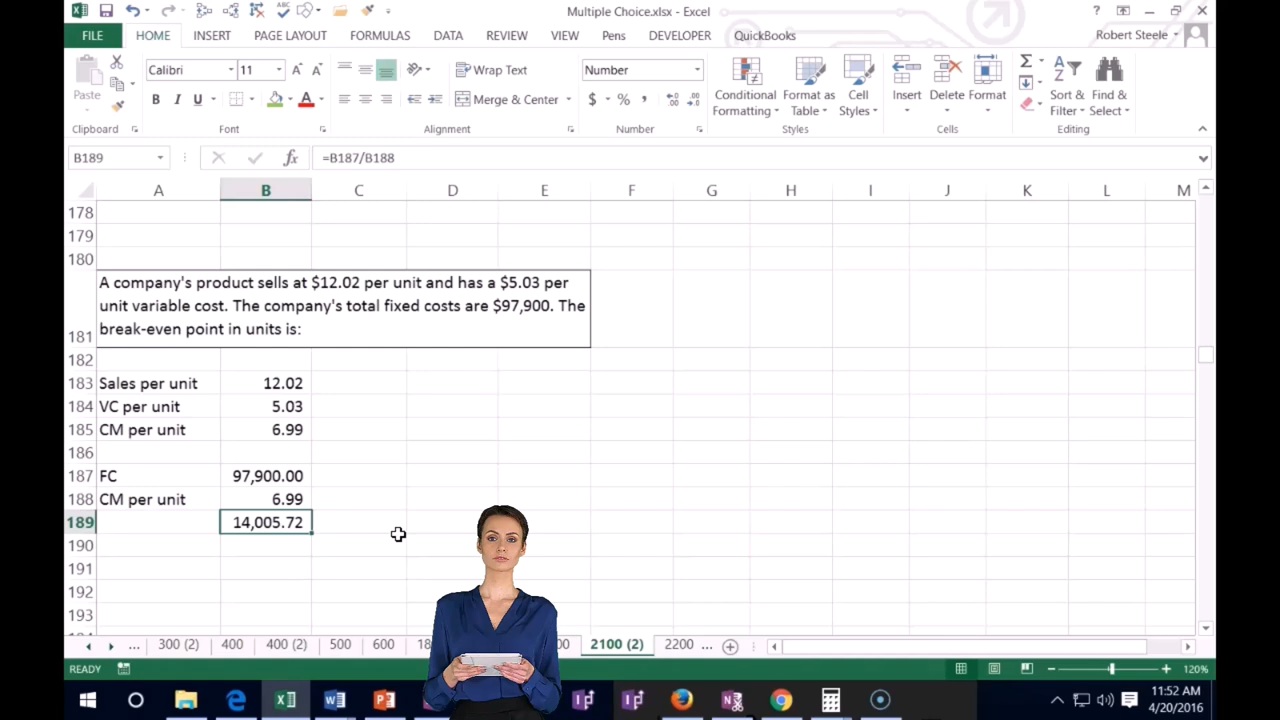 Multiple Choice.xlsx - Excel
?
FILE HOME INSERT PAGE LAYOUT FORMULAS DATA REVIEW VIEW Pens DEVELOPER QuickBooks Robert Steele
Paste
Calibri 11
Wrap Text
Number
B I U A
Merge & Center
$ % ,
Conditional Formatting
Format as Table
Cell Styles
Insert Delete Format
Sort & Filter
Find & Select
Clipboard Font Alignment Number Styles Cells Editing
B189 fx =B187/B188
A B C D E F G H I J K L M
178
179
180
A company's product sells at $12.02 per unit and has a $5.03 per
unit variable cost. The company's total fixed costs are $97,900. The
181 break-even point in units is:
182
183 Sales per unit 12.02
184 VC per unit 5.03
185 CM per unit 6.99
186
187 FC 97,900.00
188 CM per unit 6.99
189 14,005.72
190
191
192
193
... 300 (2) 400 400 (2) 500 600 2100 (2) 2200 ...
READY 120%
11:52 AM
4/20/2016